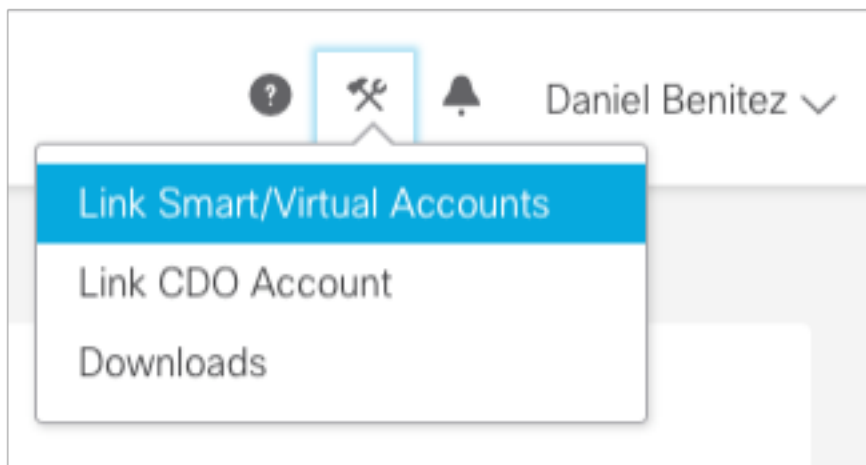 Daniel Benitez
Link Smart/Virtual Accounts
Link CDO Account
Downloads